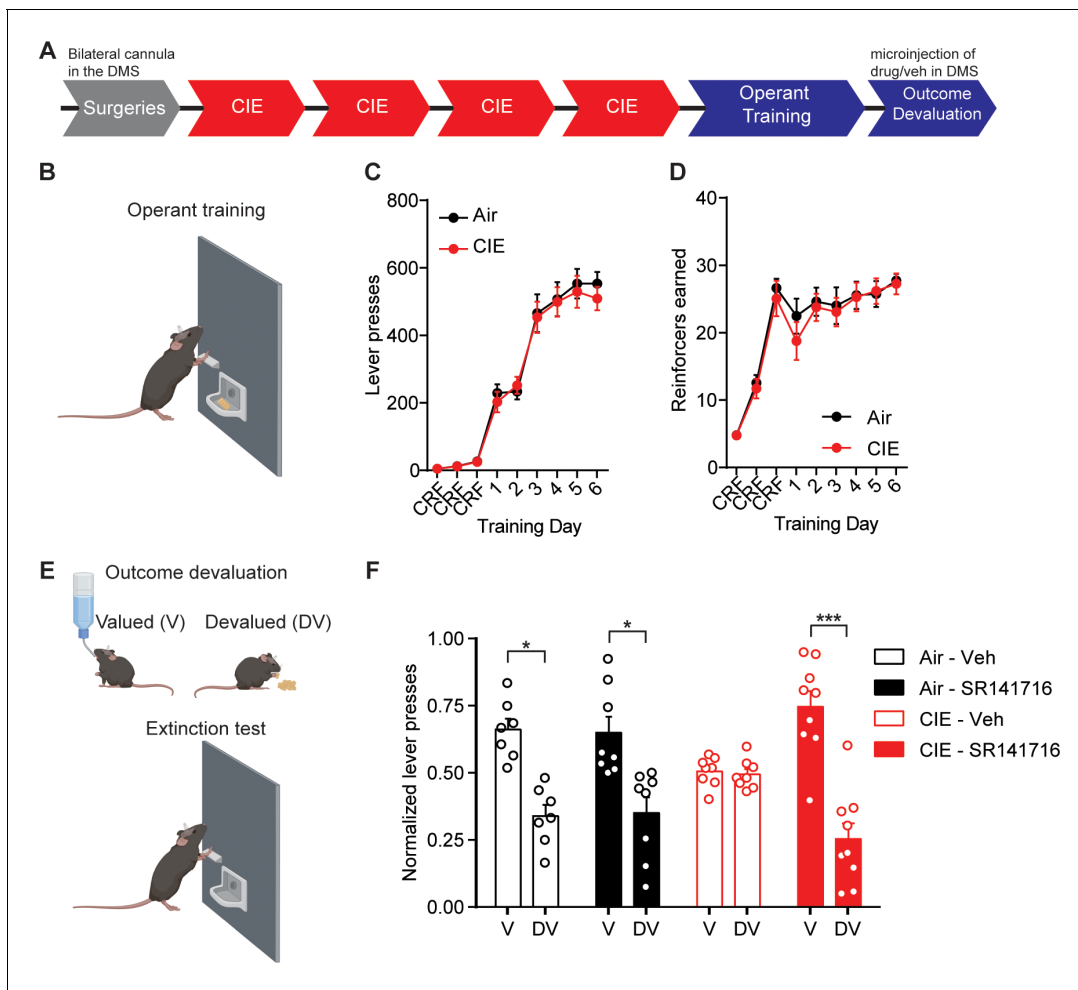 A
Bilateral cannula
in the DMS
microinjection of
drug/veh in DMS
Surgeries
CIE
CIE
CIE
CIE
Operant
Training
Outcome
Devaluation
B
Operant training
C
800
600
400
200
0
Lever presses
Air
CIE
CRF
CRF
CRF
1
2
3
4
5
6
Training Day
D
40
30
20
10
0
Reinforcers earned
Air
CIE
CRF
CRF
CRF
1
2
3
4
5
6
Training Day
E
Outcome devaluation
Valued (V)
Devalued (DV)
Extinction test
F
1.00
0.75
0.50
0.25
0.00
Normalized lever presses
*
*
***
V
DV
V
DV
V
DV
V
DV
Air - Veh
Air - SR141716
CIE - Veh
CIE - SR141716